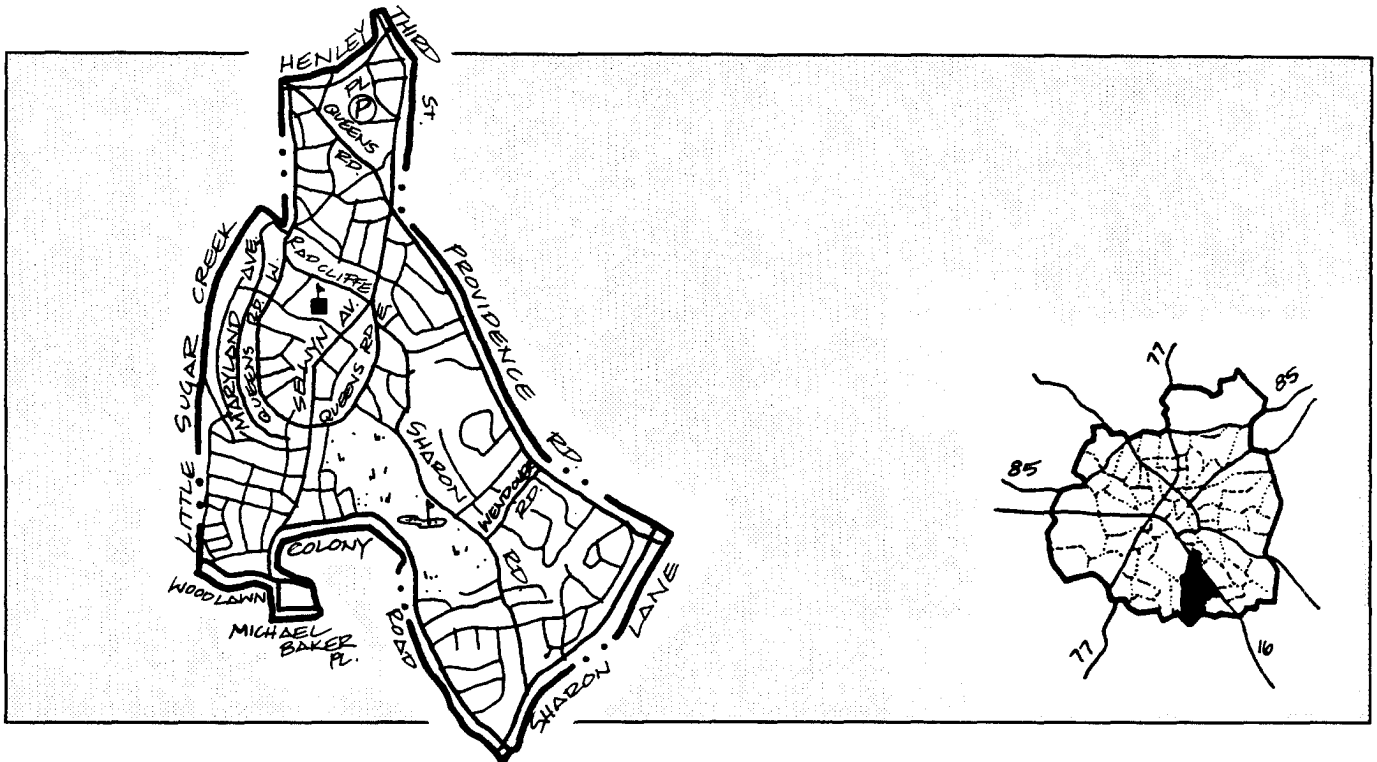 HENLEY
THIRD
ST.
PL.
P
QUEENS
RD.
LITTLE SUGAR CREEK
MARYLAND AVE.
QUEENS RD. W.
RADCLIFFE
SELWYN AV.
QUEENS RD. E.
PROVIDENCE RD.
SHARON RD.
WENDOVER RD.
COLONY ROAD
WOODLAWN
MICHAEL
BAKER
PL.
SHARON LANE
77
85
85
77
16